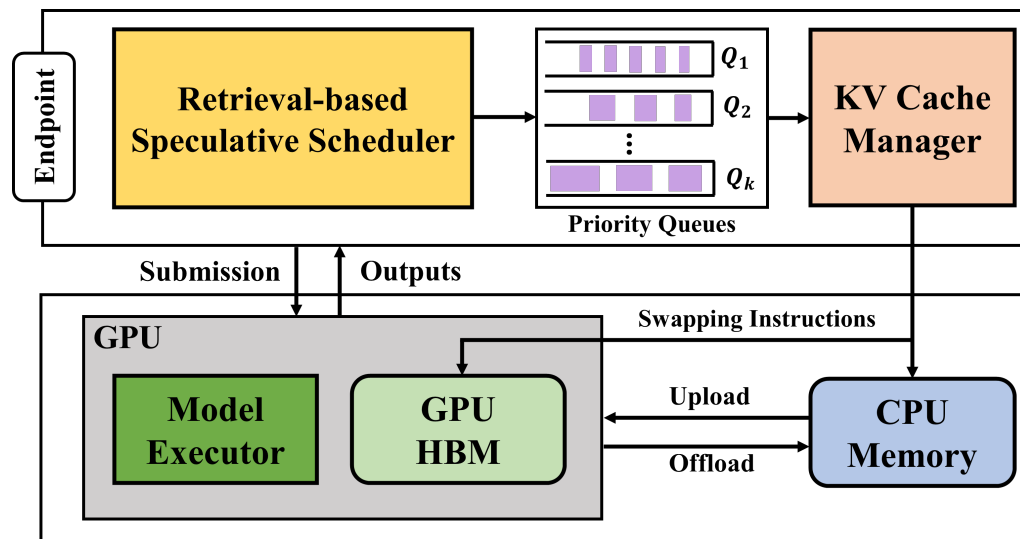 Endpoint
Retrieval-based
Speculative Scheduler
Q₁
Q₂
⋮
Qₖ
Priority Queues
KV Cache
Manager
Submission
Outputs
Swapping Instructions
GPU
Model
Executor
GPU
HBM
Upload
Offload
CPU
Memory